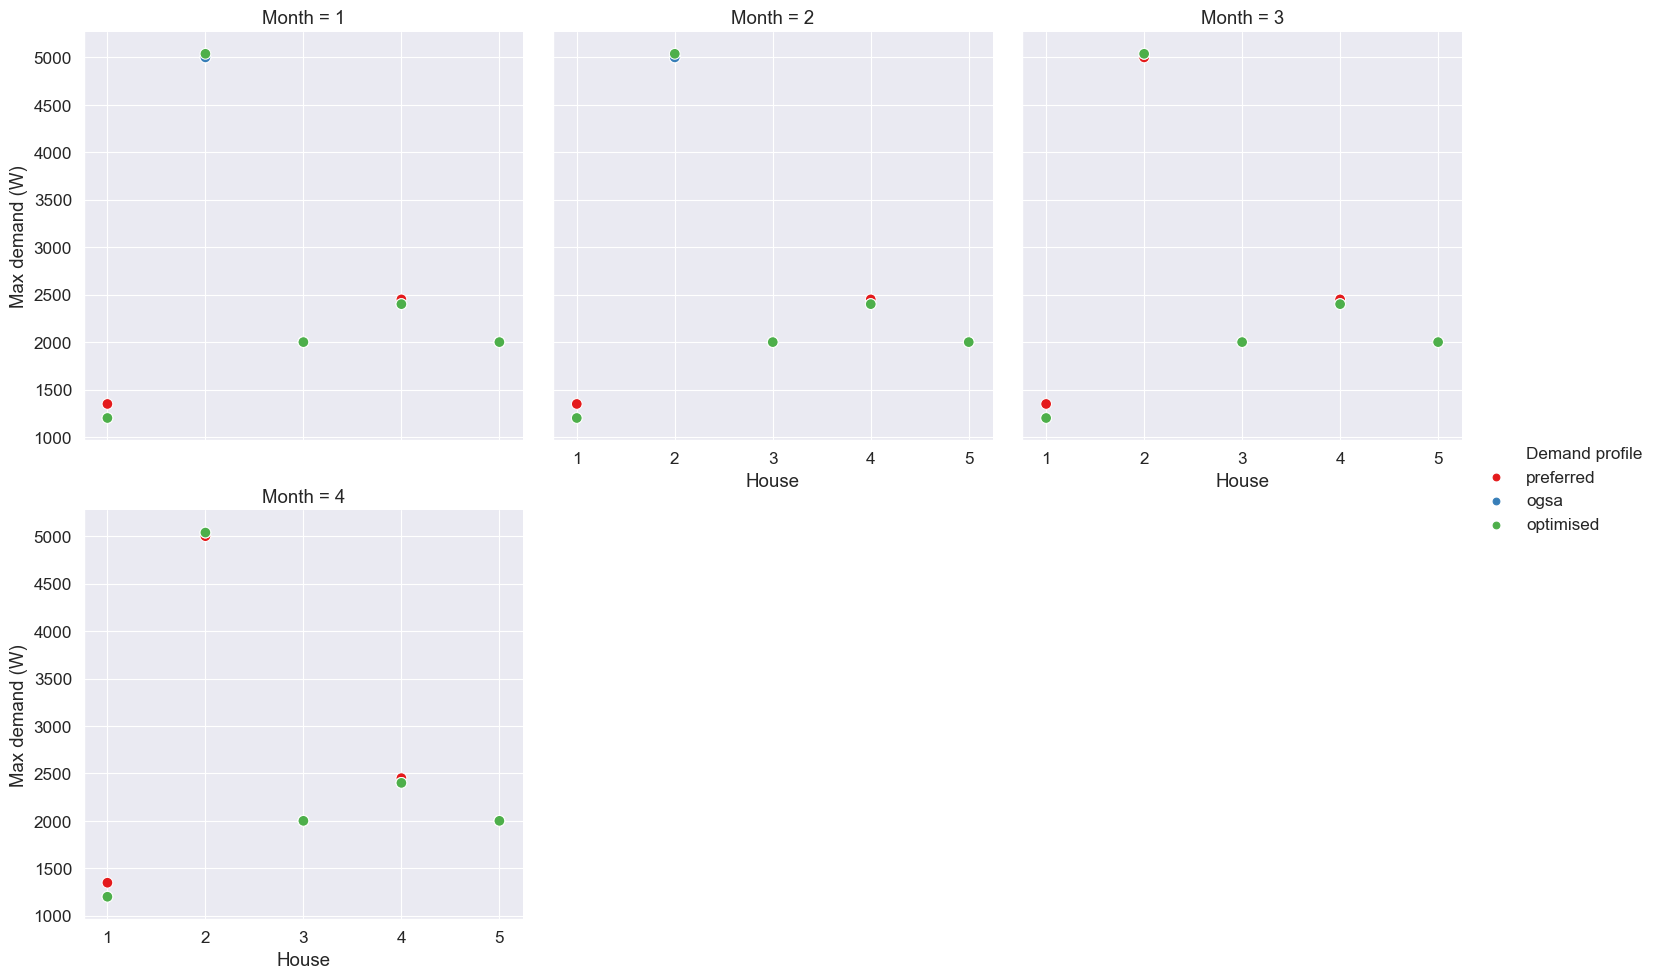 Month = 1
Month = 2
Month = 3
Max demand (W)
5000
4500
4000
3500
3000
2500
2000
1500
1000
1 2 3 4 5
House
1 2 3 4 5
House
Demand profile
preferred
ogsa
optimised
Month = 4
Max demand (W)
5000
4500
4000
3500
3000
2500
2000
1500
1000
1 2 3 4 5
House